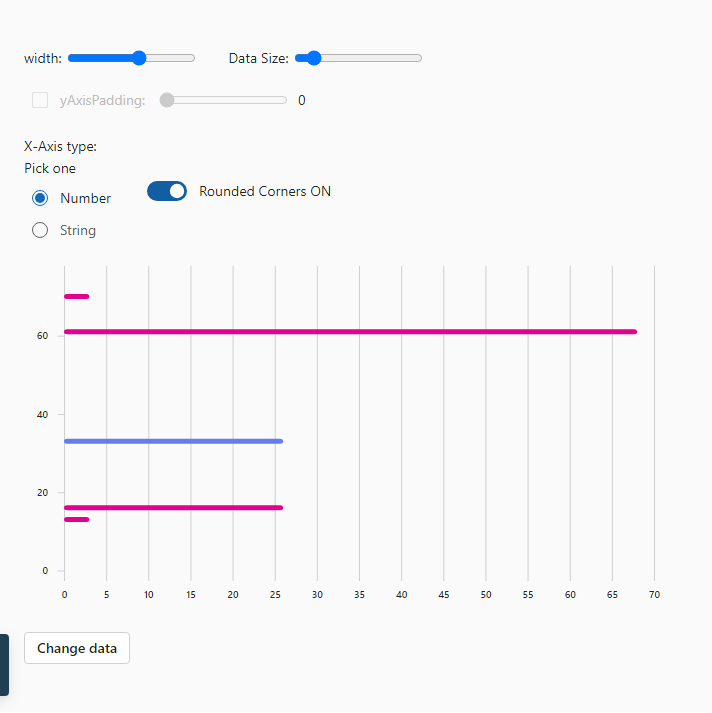 width: Data Size:
yAxisPadding: 0
X-Axis type:
Pick one
Number Rounded Corners ON
String
60
40
20
0
0 5 10 15 20 25 30 35 40 45 50 55 60 65 70
Change data